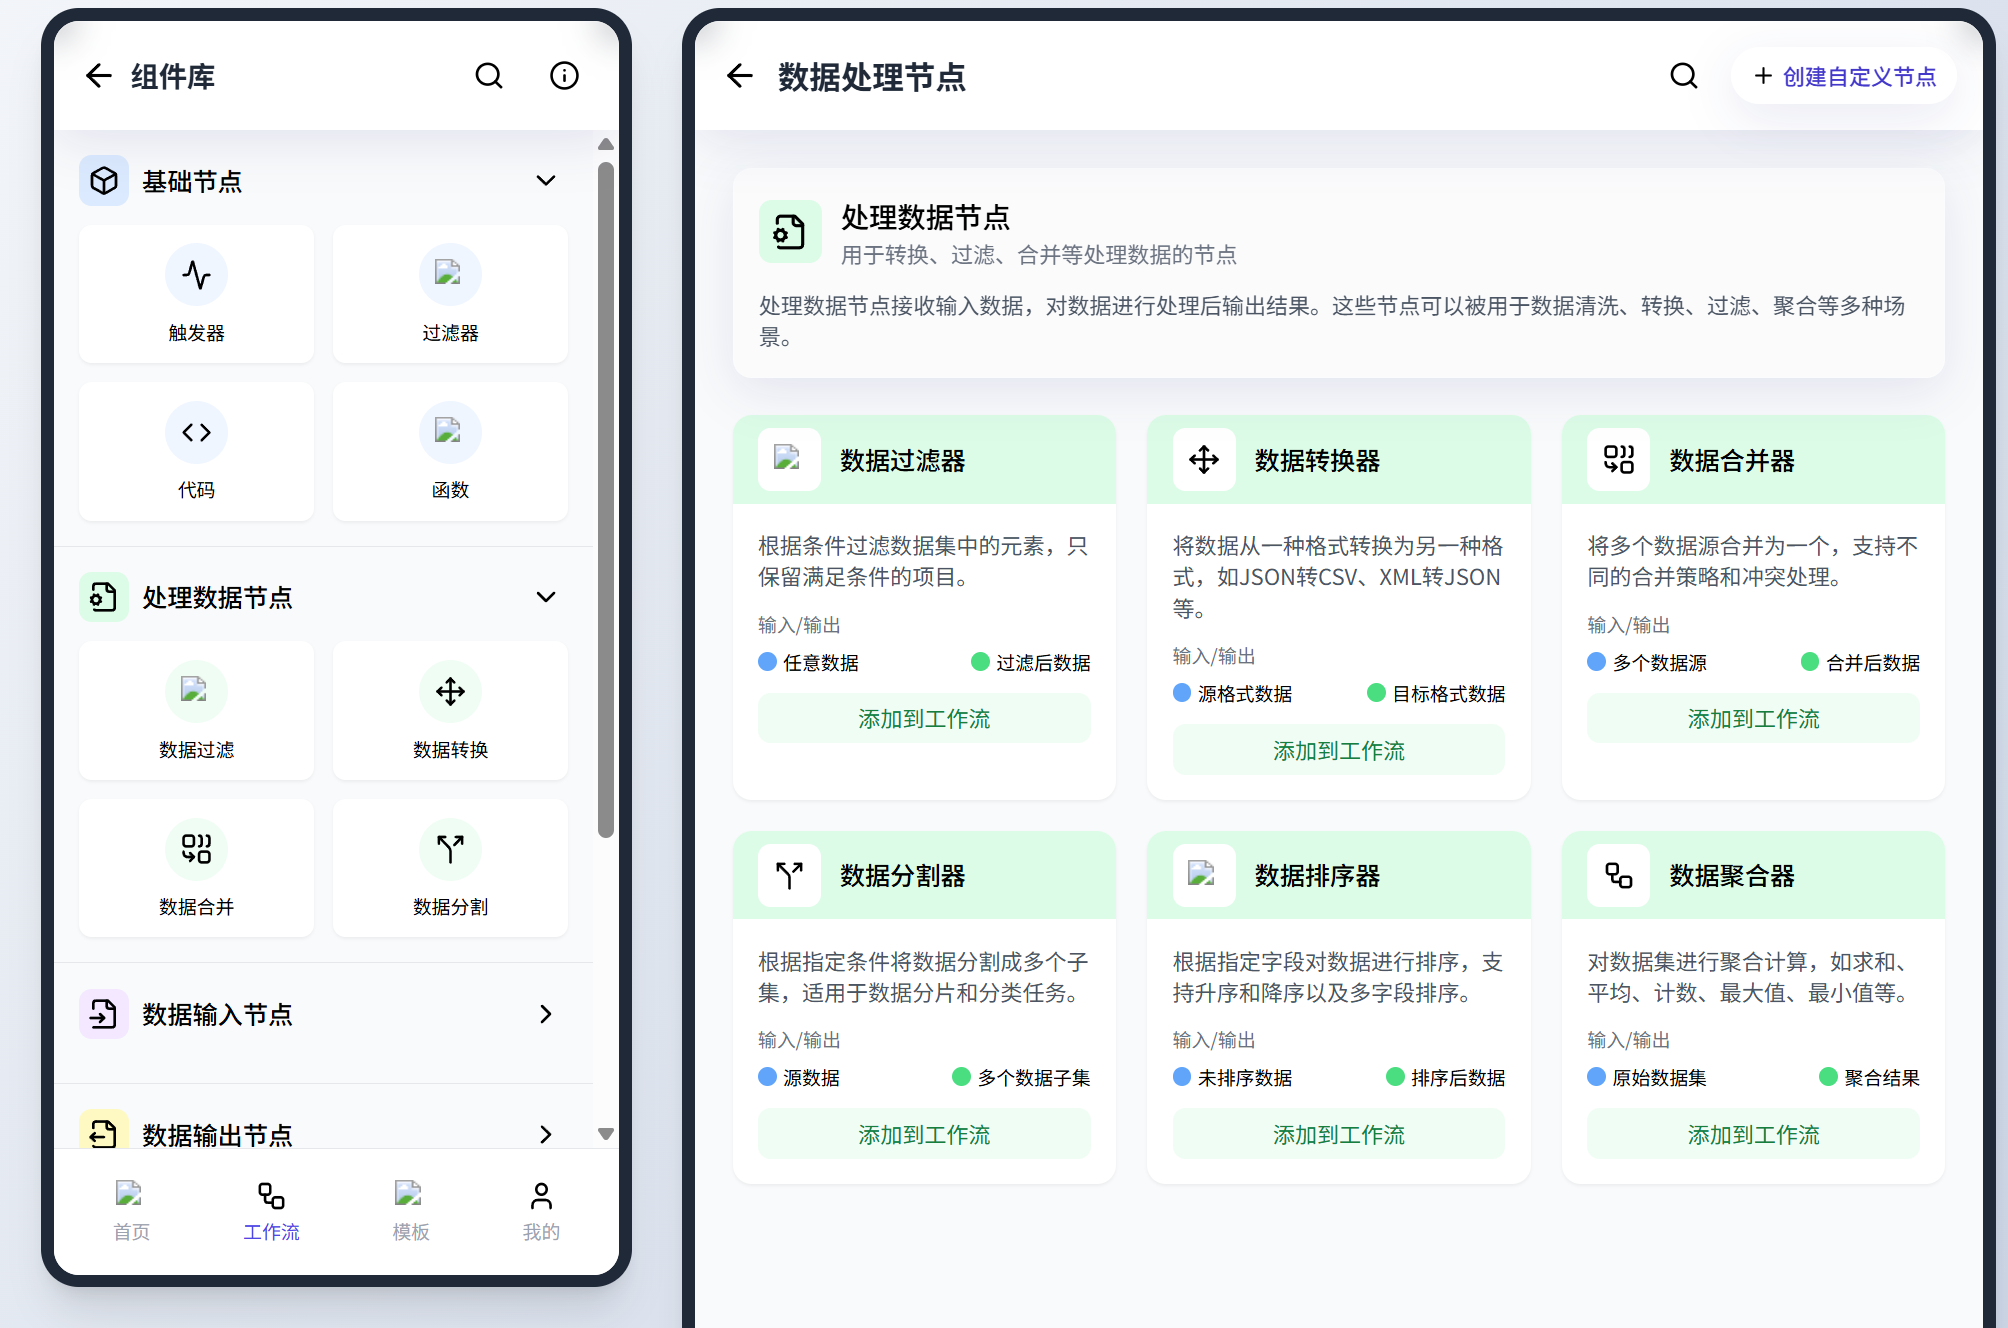 组件库
基础节点
触发器
过滤器
代码
函数
处理数据节点
数据过滤
数据转换
数据合并
数据分割
数据输入节点
数据输出节点
首页
工作流
模板
我的
数据处理节点
创建自定义节点
处理数据节点
用于转换、过滤、合并等处理数据的节点
处理数据节点接收输入数据，对数据进行处理后输出结果。这些节点可以被用于数据清洗、转换、过滤、聚合等多种场
景。
数据过滤器
根据条件过滤数据集中的元素，只
保留满足条件的项目。
输入/输出
任意数据
过滤后数据
添加到工作流
数据转换器
将数据从一种格式转换为另一种格
式，如JSON转CSV、XML转JSON
等。
输入/输出
源格式数据
目标格式数据
添加到工作流
数据合并器
将多个数据源合并为一个，支持不
同的合并策略和冲突处理。
输入/输出
多个数据源
合并后数据
添加到工作流
数据分割器
根据指定条件将数据分割成多个子
集，适用于数据分片和分类任务。
输入/输出
源数据
多个数据子集
添加到工作流
数据排序器
根据指定字段对数据进行排序，支
持升序和降序以及多字段排序。
输入/输出
未排序数据
排序后数据
添加到工作流
数据聚合器
对数据集进行聚合计算，如求和、
平均、计数、最大值、最小值等。
输入/输出
原始数据集
聚合结果
添加到工作流